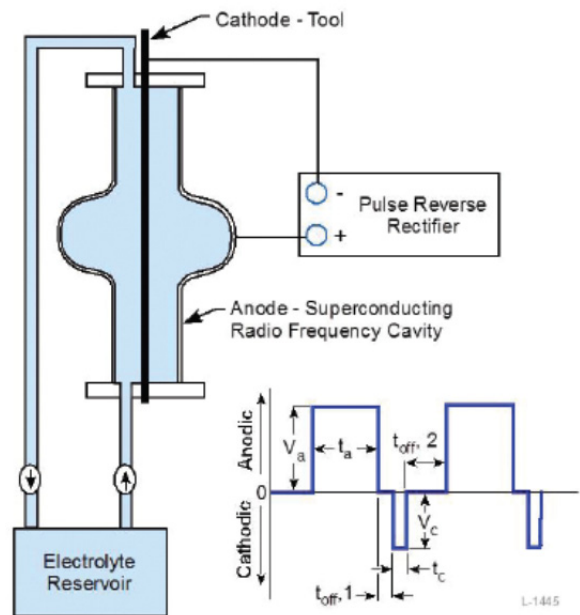 Cathode - Tool
-
+
Pulse Reverse
Rectifier
Anode - Superconducting
Radio Frequency Cavity
Anodic
0
Cathodic
Va
ta
toff, 2
Vc
tc
toff, 1
Electrolyte
Reservoir
L-1445